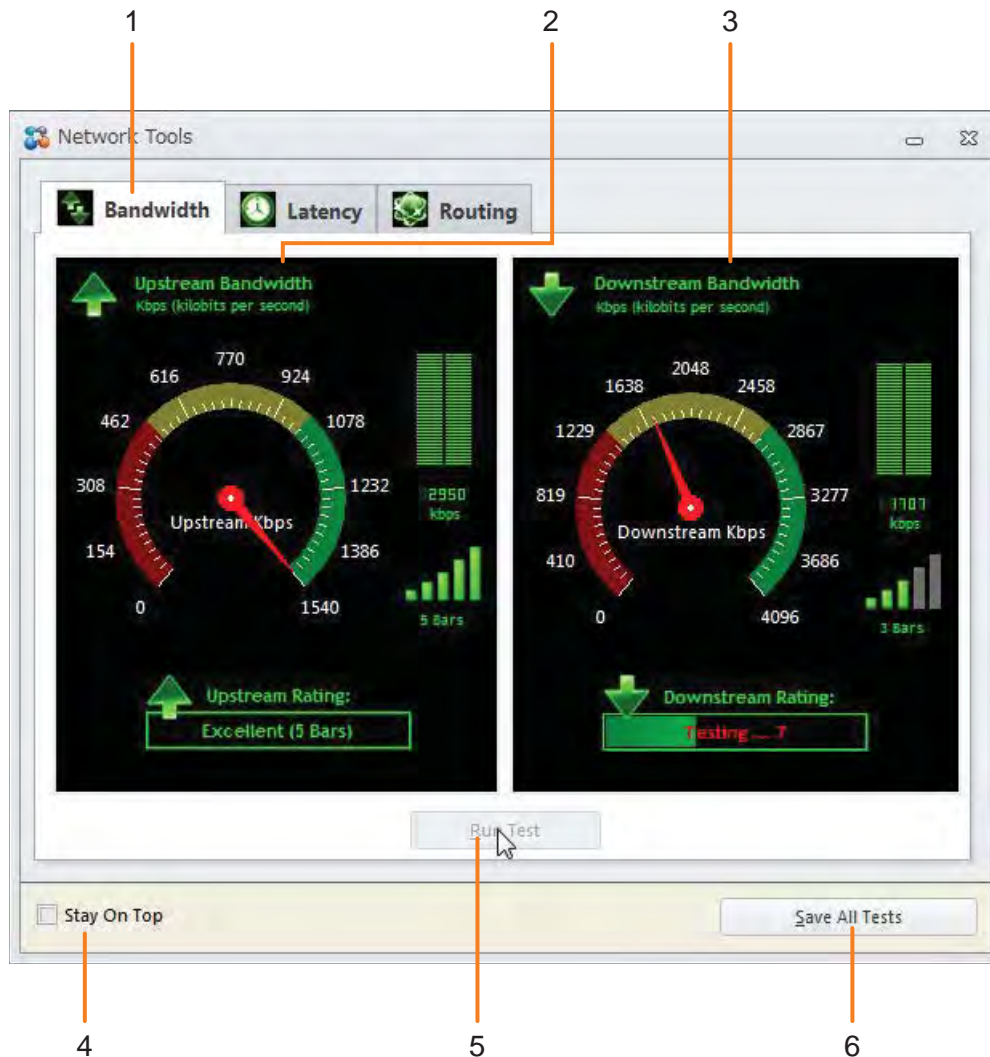 1 2 3
Network Tools
Bandwidth Latency Routing
Upstream Bandwidth
Kbps (kilobits per second)
770
616 924
462 1078
308 1232
154 1386
0 1540
Upstream Kbps
2950
kbps
5 Bars
Upstream Rating:
Excellent (5 Bars)
Downstream Bandwidth
Kbps (kilobits per second)
2048
1638 2458
1229 2867
819 3277
410 3686
0 4096
Downstream Kbps
1707
kbps
3 Bars
Downstream Rating:
Testing ... 7
Run Test
Stay On Top
Save All Tests
4 5 6